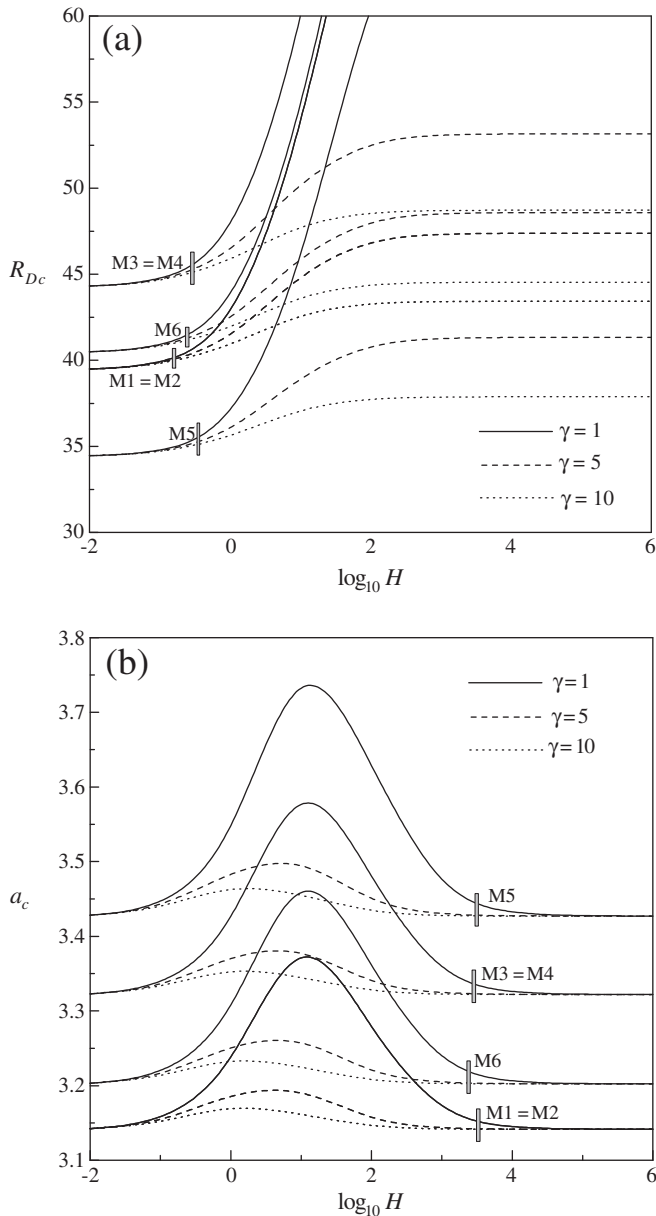 60
(a)
55
50
R_{Dc}
M3 = M4
45
M6
40
M1 = M2
M5
35
γ = 1
γ = 5
γ = 10
30
-2
0
2
4
6
log₁₀ H
3.8
(b)
γ = 1
3.7
γ = 5
γ = 10
3.6
3.5
M5
a_c
3.4
M3 = M4
3.3
M6
3.2
M1 = M2
3.1
-2
0
2
4
6
log₁₀ H